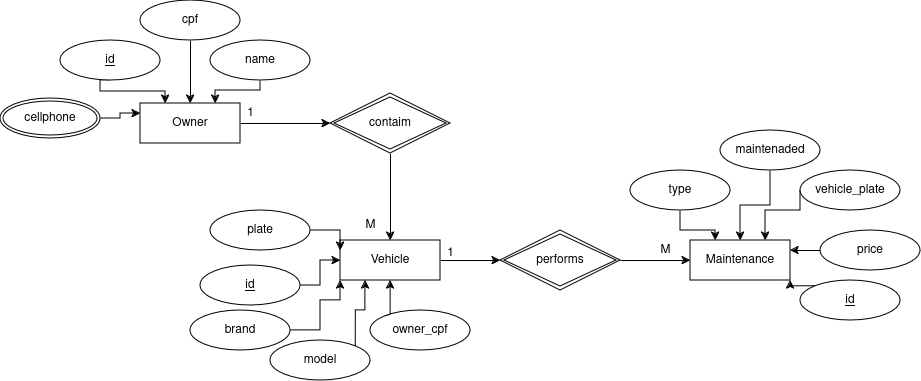 cpf
id
name
cellphone
Owner
1
contaim
maintenaded
type
vehicle_plate
M
plate
Vehicle
1
performs
M
Maintenance
price
id
id
brand
owner_cpf
model